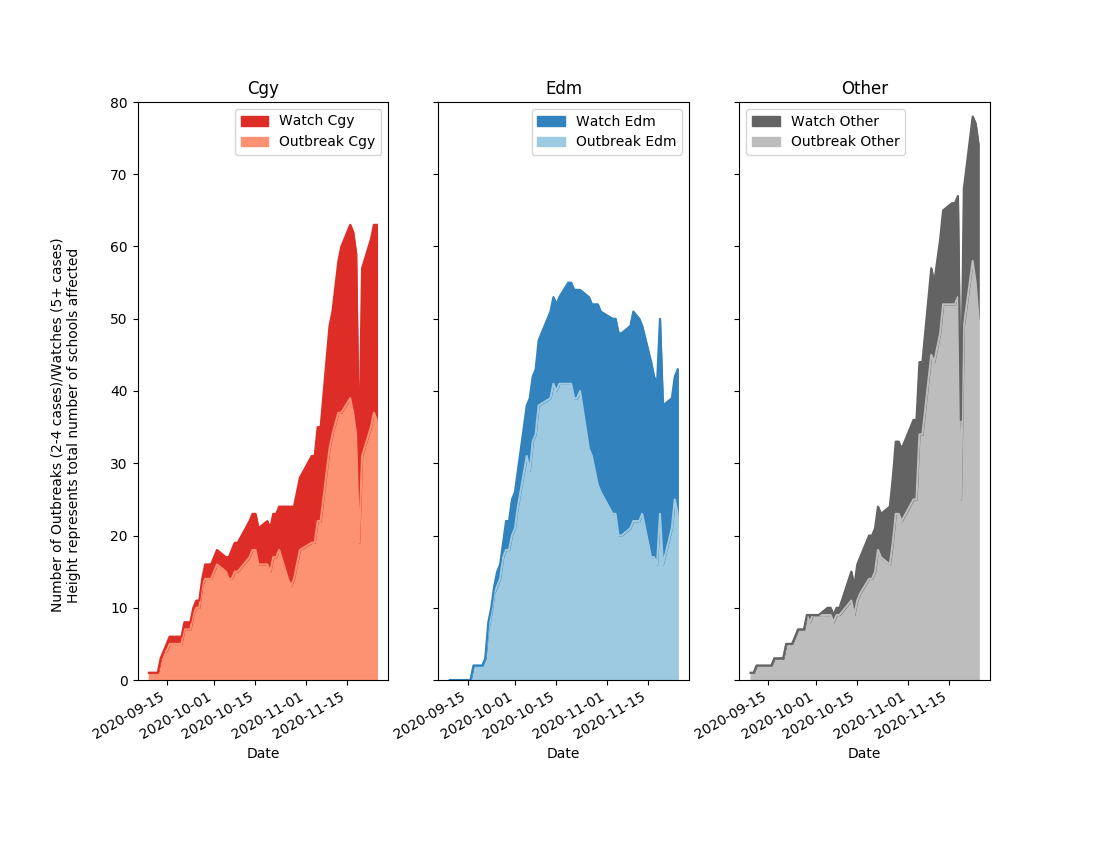 Cgy
Edm
Other
Watch Cgy
Outbreak Cgy
Watch Edm
Outbreak Edm
Watch Other
Outbreak Other
Number of Outbreaks (2-4 cases)/Watches (5+ cases)
Height represents total number of schools affected
80
70
60
50
40
30
20
10
0
2020-09-15
2020-10-01
2020-10-15
2020-11-01
2020-11-15
2020-09-15
2020-10-01
2020-10-15
2020-11-01
2020-11-15
2020-09-15
2020-10-01
2020-10-15
2020-11-01
2020-11-15
Date
Date
Date